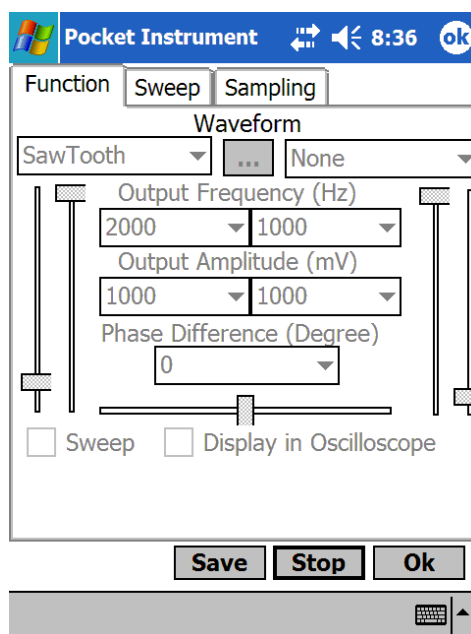 Pocket Instrument 8:36 ok
Function Sweep Sampling
Waveform
SawTooth ... None
Output Frequency (Hz)
2000 1000
Output Amplitude (mV)
1000 1000
Phase Difference (Degree)
0
Sweep Display in Oscilloscope
Save Stop Ok